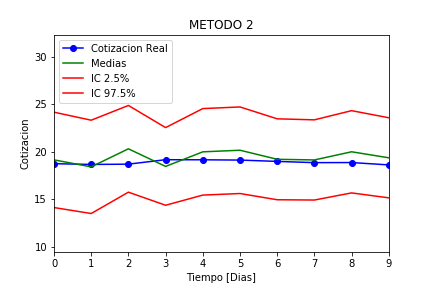 METODO 2
Cotizacion Real
Medias
IC 2.5%
IC 97.5%
30
25
20
15
10
Cotizacion
0 1 2 3 4 5 6 7 8 9
Tiempo [Dias]